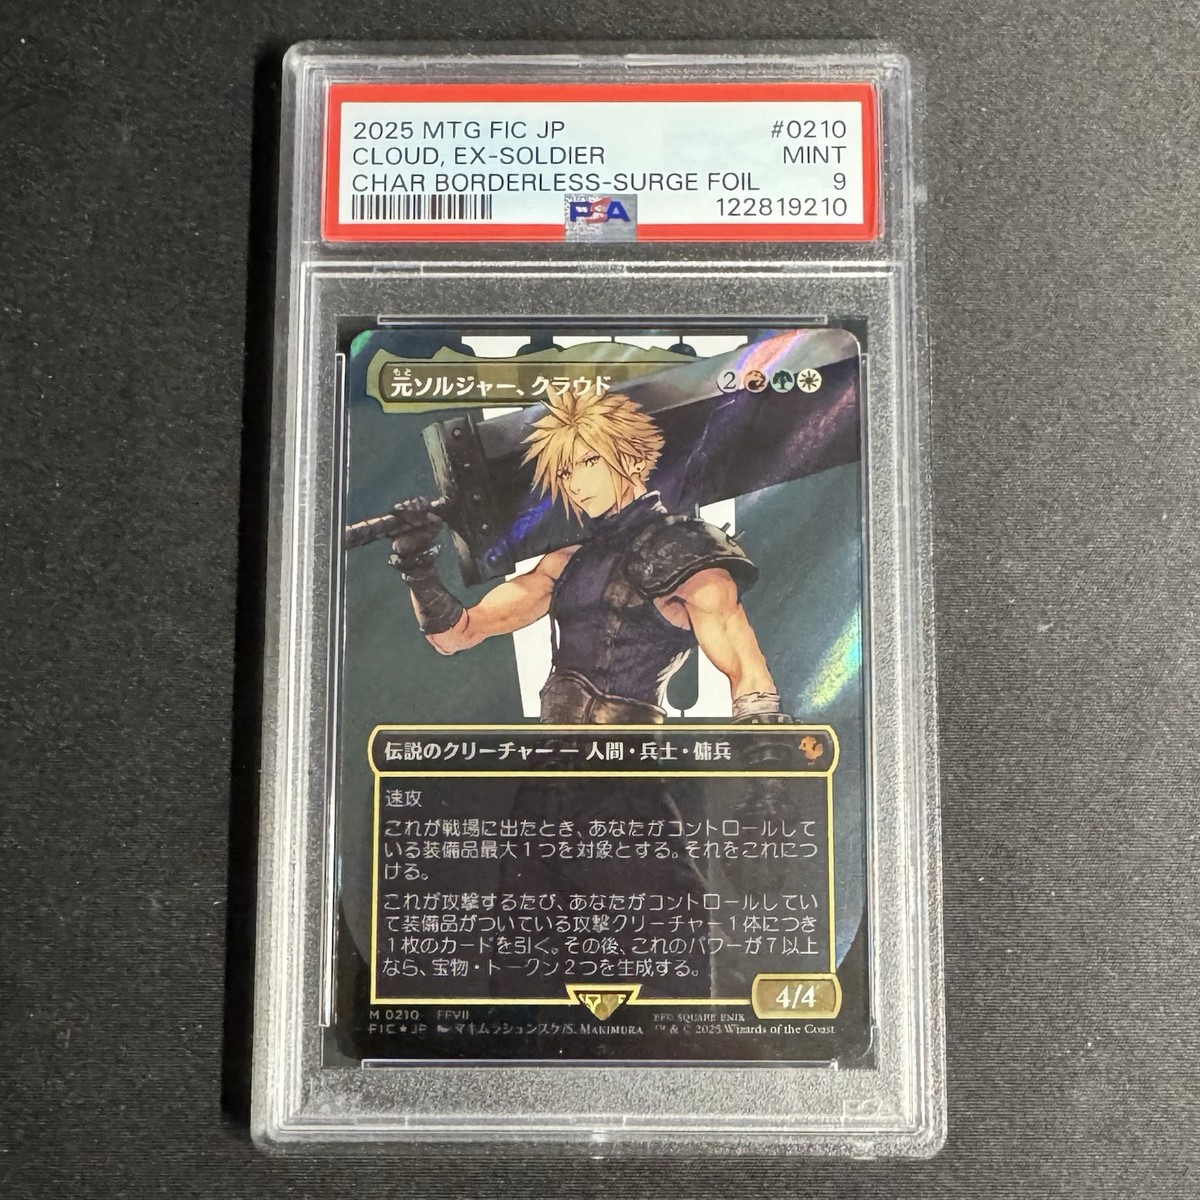 2025 MTG FIC JP #0210
CLOUD, EX-SOLDIER MINT
CHAR BORDERLESS-SURGE FOIL 9
PSA 122819210
もと
元ソルジャー、クラウド 2
伝説のクリーチャー — 人間・兵士・傭兵
速攻
これが戦場に出たとき、あなたがコントロールして
いる装備品最大1つを対象とする。それをこれにつ
ける。
これが攻撃するたび、あなたがコントロールしてい
て装備品がついている攻撃クリーチャー1体につき
1枚のカードを引く。その後、これのパワーが7以上
なら、宝物・トークン2つを生成する。
4/4
M 0210 FFVII
FIC★JP マキムラシュンスケ/S. MAKIMURA
SQUARE ENIX
™ & © 2025 Wizards of the Coast